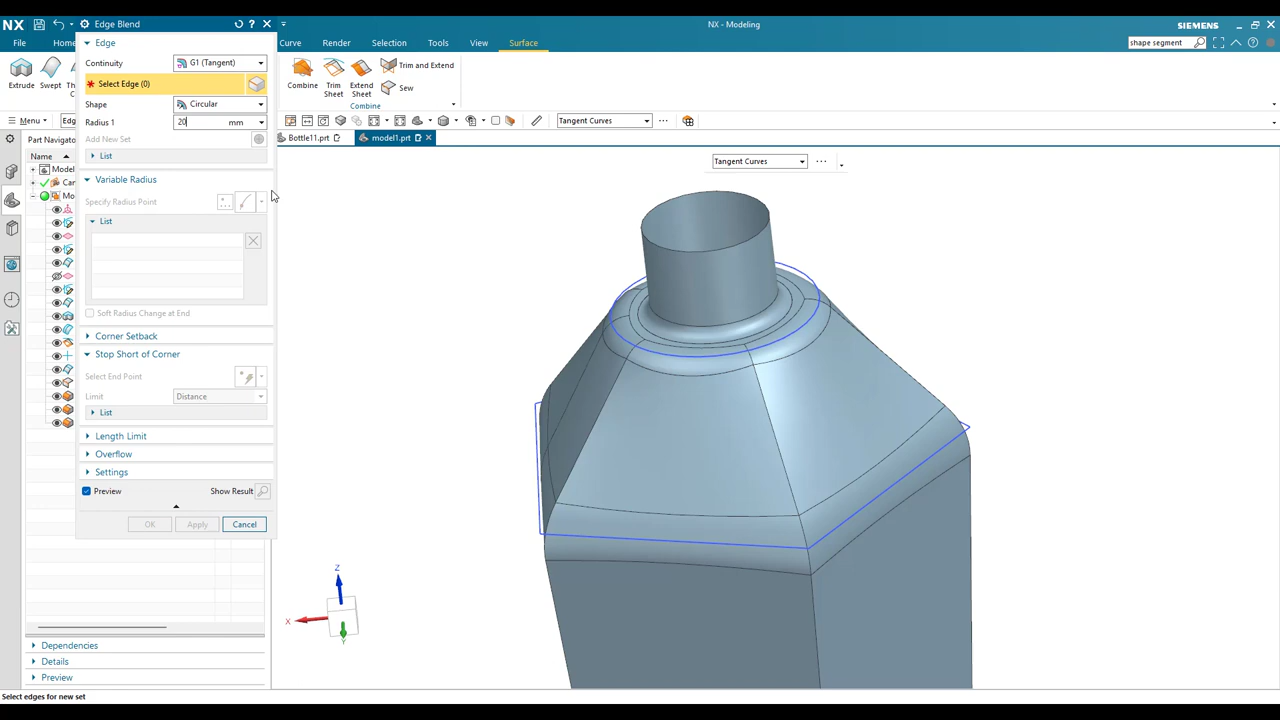 NX
Edge Blend
NX - Modeling
SIEMENS
File
Home
Curve
Render
Selection
Tools
View
Surface
shape segment
Extrude
Swept
Combine
Trim
Sheet
Extend
Sheet
Trim and Extend
Sew
Combine
Menu
Tangent Curves
Bottle11.prt
model1.prt
Tangent Curves
Part Navigator
Name
Edge
Continuity
G1 (Tangent)
Select Edge (0)
Shape
Circular
Radius 1
20
mm
Add New Set
List
Variable Radius
Specify Radius Point
List
Soft Radius Change at End
Corner Setback
Stop Short of Corner
Select End Point
Limit
Distance
List
Length Limit
Overflow
Settings
Preview
Show Result
OK
Apply
Cancel
Z
X
Y
Dependencies
Details
Preview
Select edges for new set